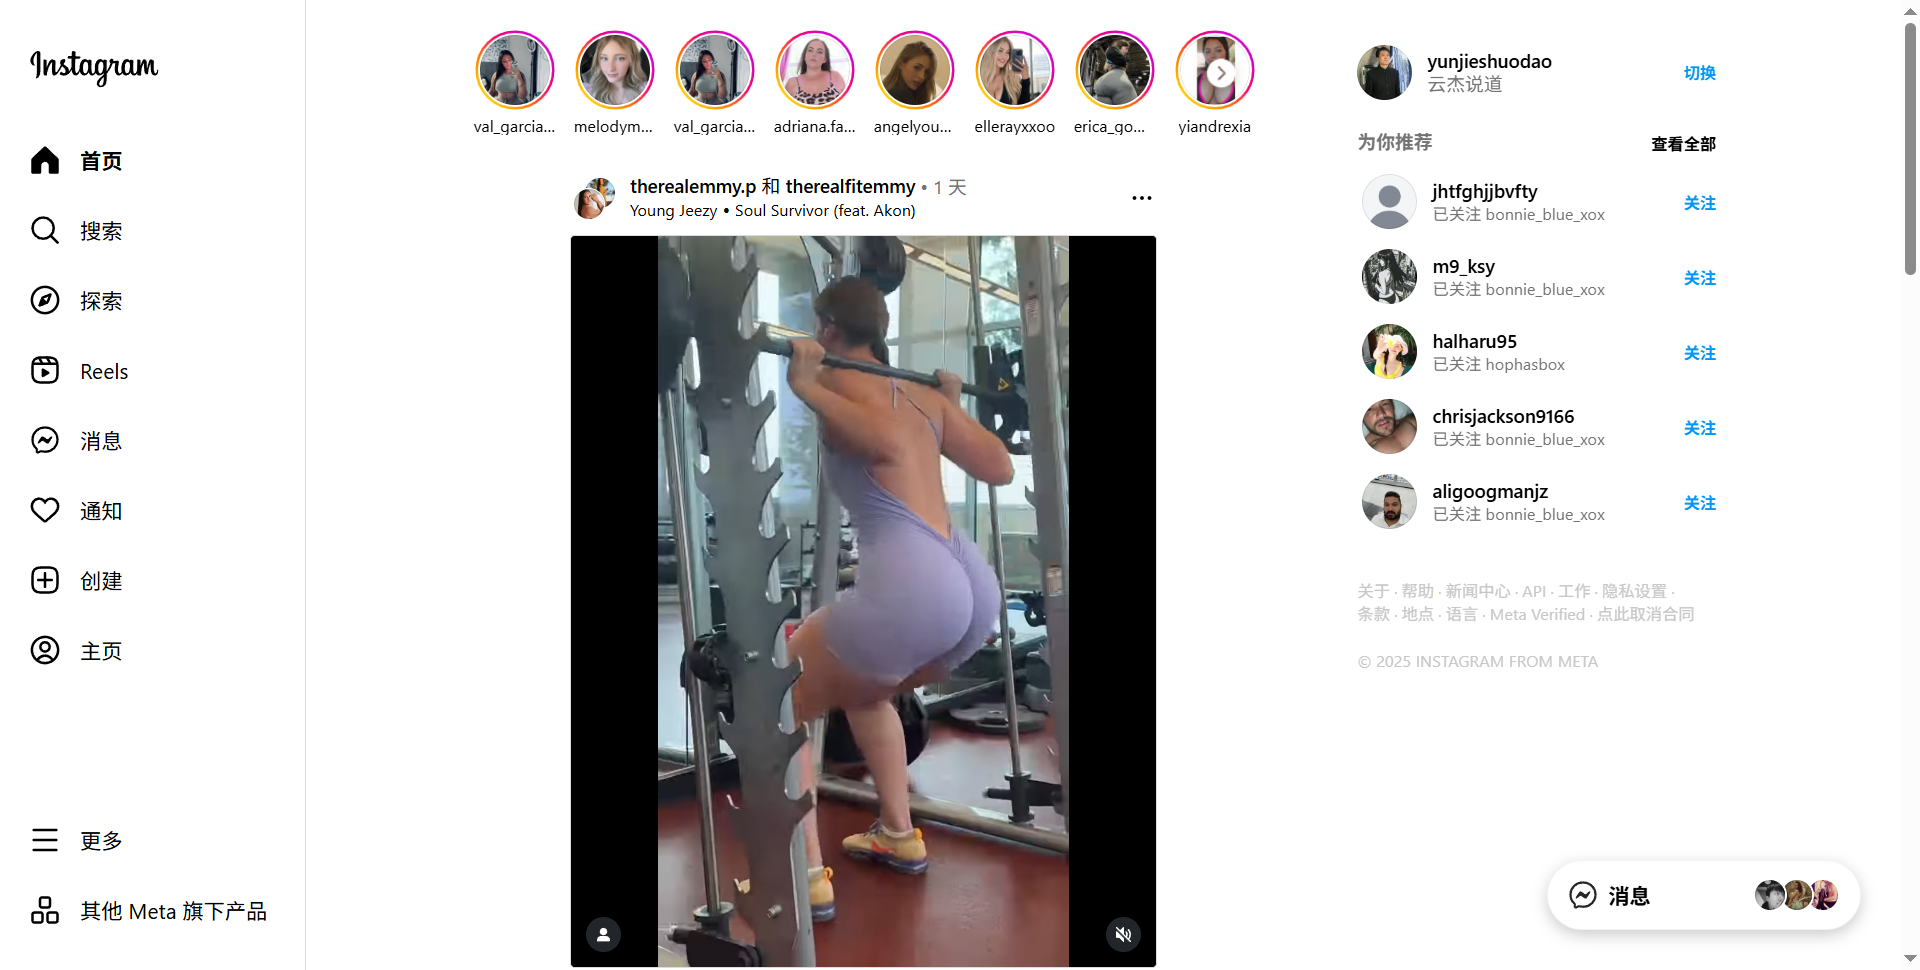 Instagram
首页
搜索
探索
Reels
消息
通知
创建
主页
更多
其他 Meta 旗下产品
val_garcia...
melodym...
val_garcia...
adriana.fa...
angelyou...
ellerayxxoo
erica_go...
yiandrexia
therealemmy.p 和 therealfitemmy • 1 天
Young Jeezy • Soul Survivor (feat. Akon)
yunjieshuodao
云杰说道
切换
为你推荐
查看全部
jhtfghjjbvfty
已关注 bonnie_blue_xox
关注
m9_ksy
已关注 bonnie_blue_xox
关注
halharu95
已关注 hophasbox
关注
chrisjackson9166
已关注 bonnie_blue_xox
关注
aligoogmanjz
已关注 bonnie_blue_xox
关注
关于 · 帮助 · 新闻中心 · API · 工作 · 隐私设置 ·
条款 · 地点 · 语言 · Meta Verified · 点此取消合同
© 2025 INSTAGRAM FROM META
消息